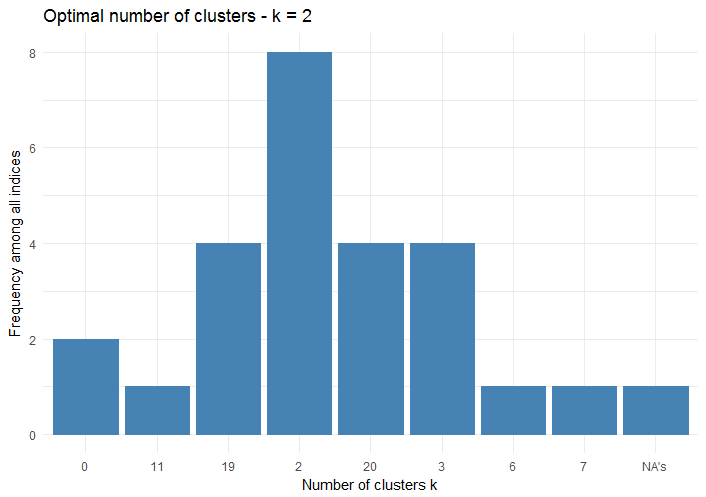 Optimal number of clusters - k = 2
Frequency among all indices
8
6
4
2
0
0 11 19 2 20 3 6 7 NA's
Number of clusters k